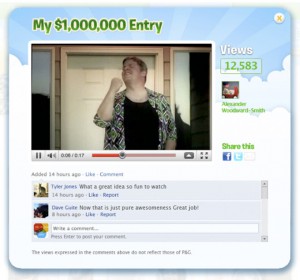 My $1,000,000 Entry
Views
12,583
Alexander
Woodward-Smith
0:09 / 0:17
Share this
Added 14 hours ago · Like · Comment
Tyler Jones What a great idea so fun to watch
14 hours ago · Like · Report
Dave Guike Now that is just pure awesomeness Great job!
8 hours ago · Like · Report
Write a comment...
Press Enter to post your comment.
The views expressed in the comments above do not reflect those of P&G.